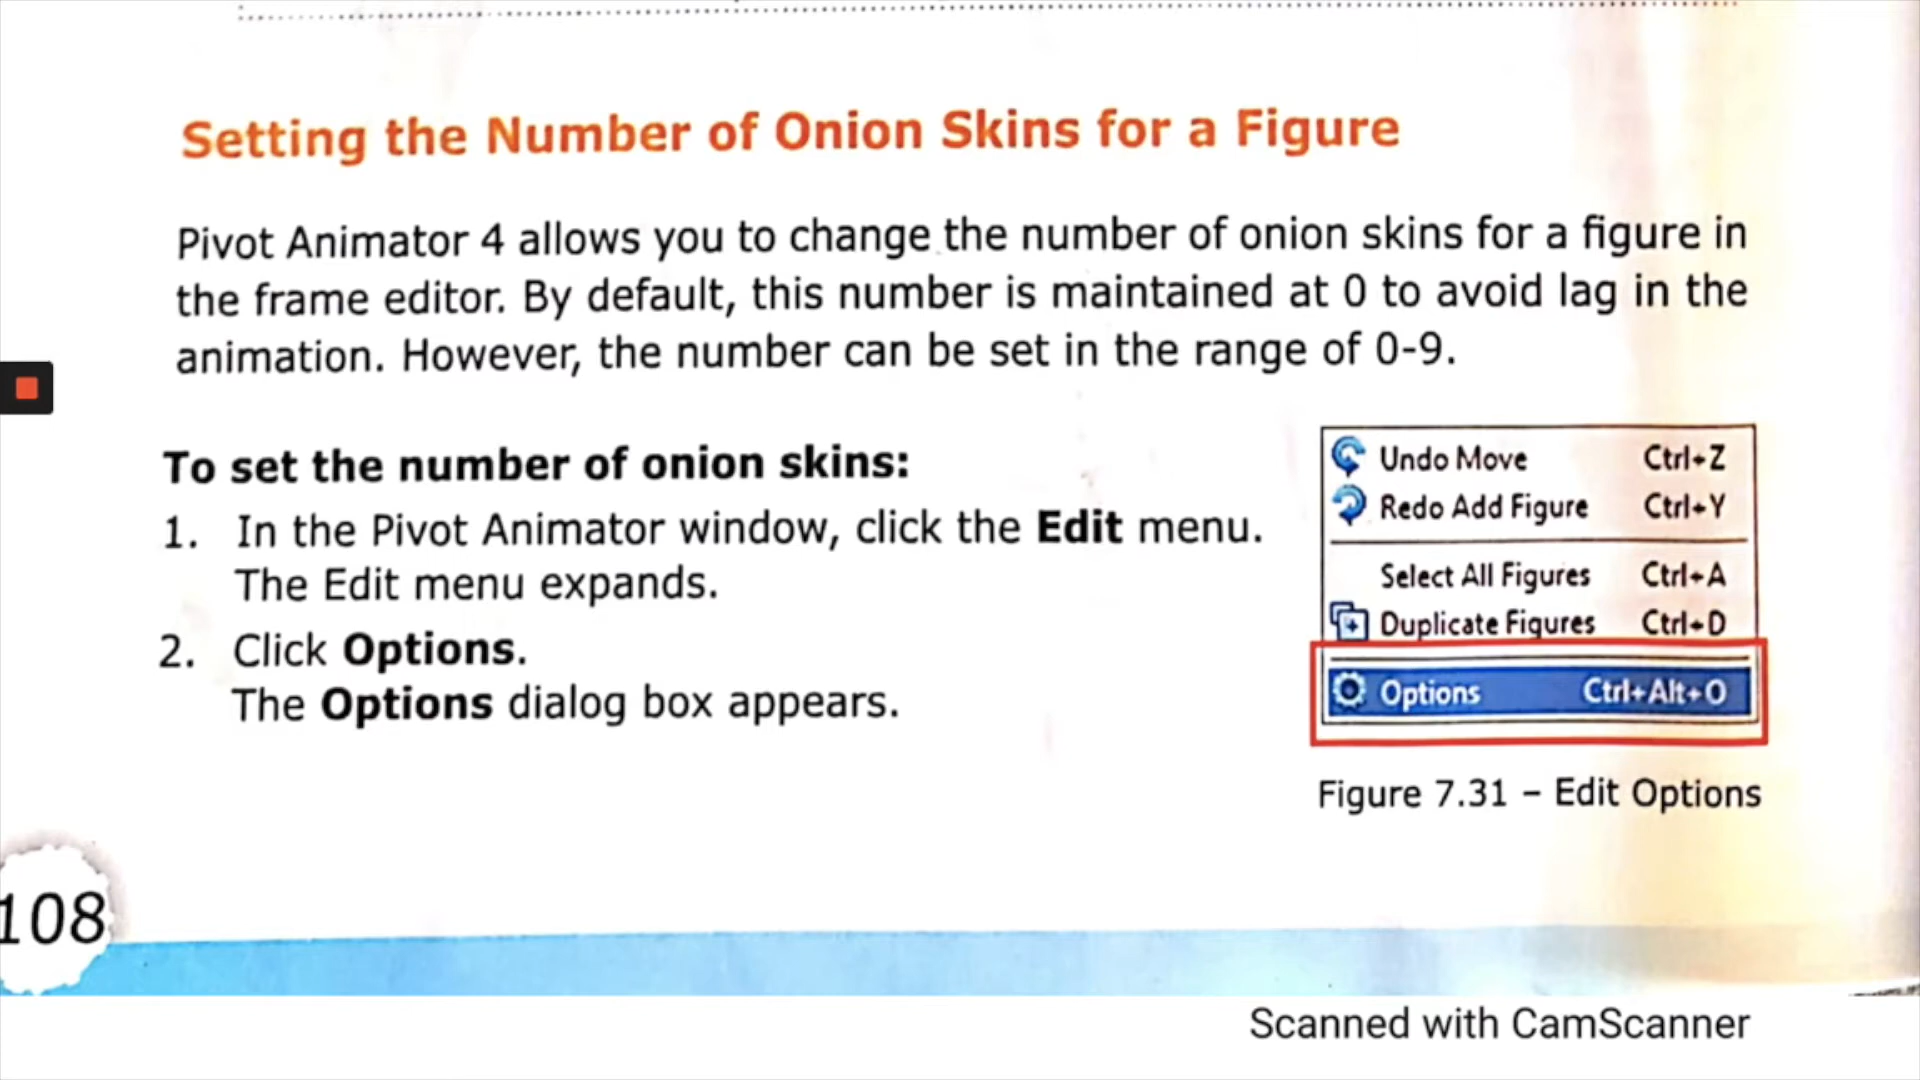 Setting the Number of Onion Skins for a Figure
Pivot Animator 4 allows you to change the number of onion skins for a figure in
the frame editor. By default, this number is maintained at 0 to avoid lag in the
animation. However, the number can be set in the range of 0-9.
To set the number of onion skins:
1. In the Pivot Animator window, click the Edit menu.
The Edit menu expands.
2. Click Options.
The Options dialog box appears.
Undo Move Ctrl+Z
Redo Add Figure Ctrl+Y
Select All Figures Ctrl+A
Duplicate Figures Ctrl+D
Options Ctrl+Alt+O
Figure 7.31 – Edit Options
108
Scanned with CamScanner